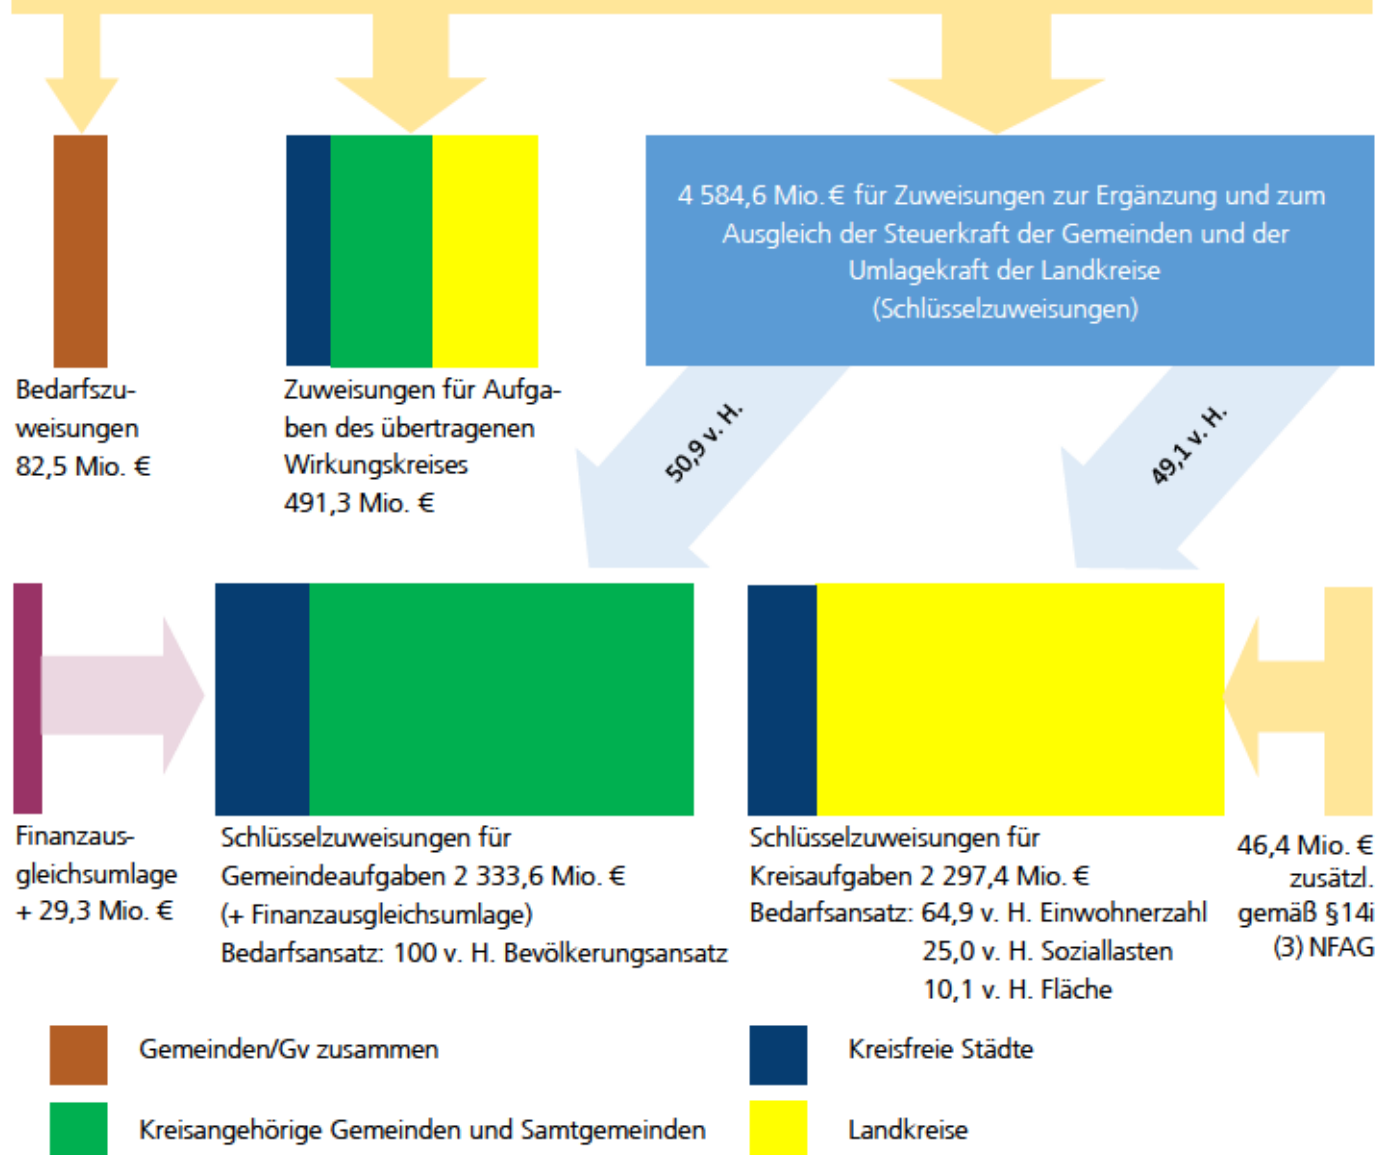 4 584,6 Mio. € für Zuweisungen zur Ergänzung und zum
Ausgleich der Steuerkraft der Gemeinden und der
Umlagekraft der Landkreise
(Schlüsselzuweisungen)
Bedarfszu-
weisungen
82,5 Mio. €
Zuweisungen für Aufga-
ben des übertragenen
Wirkungskreises
491,3 Mio. €
50,9 v. H.
49,1 v. H.
Finanzaus-
gleichsumlage
+ 29,3 Mio. €
Schlüsselzuweisungen für
Gemeindeaufgaben 2 333,6 Mio. €
(+ Finanzausgleichsumlage)
Bedarfsansatz: 100 v. H. Bevölkerungsansatz
Schlüsselzuweisungen für
Kreisaufgaben 2 297,4 Mio. €
Bedarfsansatz: 64,9 v. H. Einwohnerzahl
25,0 v. H. Soziallasten
10,1 v. H. Fläche
46,4 Mio. €
zusätzl.
gemäß §14i
(3) NFAG
Gemeinden/Gv zusammen
Kreisfreie Städte
Kreisangehörige Gemeinden und Samtgemeinden
Landkreise